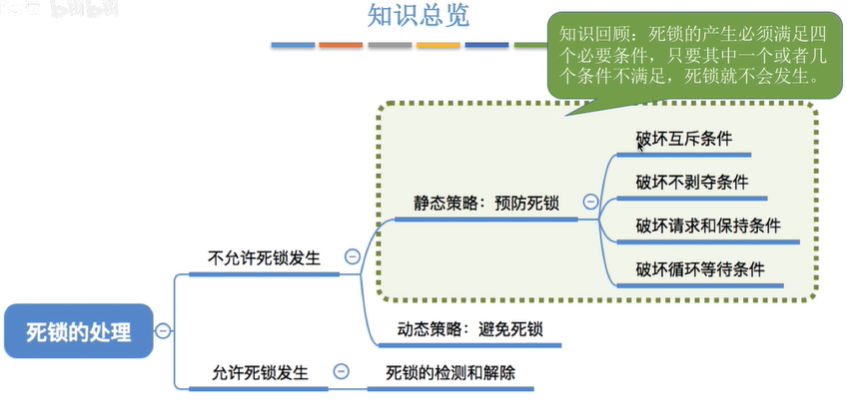 知识总览
知识回顾：死锁的产生必须满足四
个必要条件，只要其中一个或者几
个条件不满足，死锁就不会发生。
破坏互斥条件
破坏不剥夺条件
静态策略：预防死锁
破坏请求和保持条件
不允许死锁发生
破坏循环等待条件
死锁的处理
动态策略：避免死锁
允许死锁发生
死锁的检测和解除